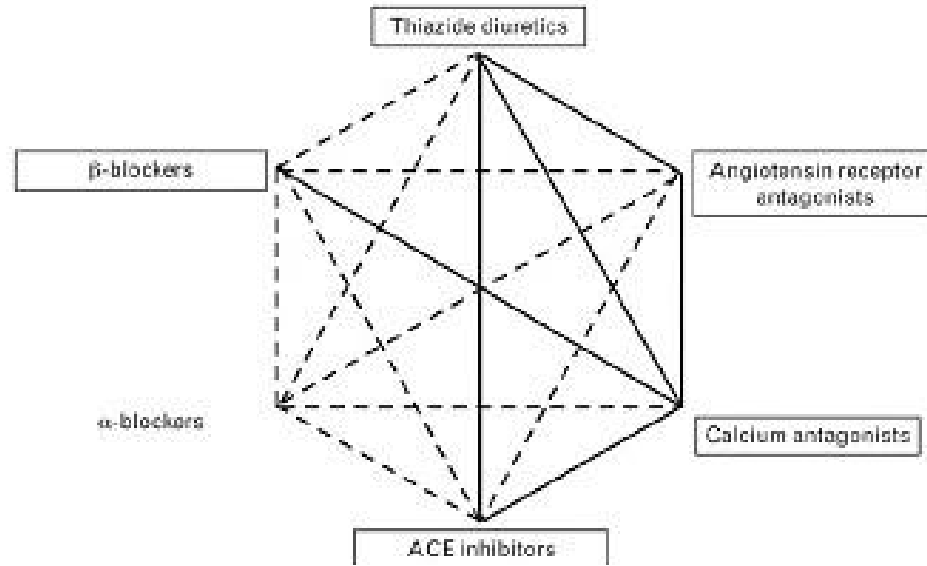 Thiazide diuretics
β-blockers
Angiotensin receptor
antagonists
α-blockers
Calcium antagonists
ACE inhibitors